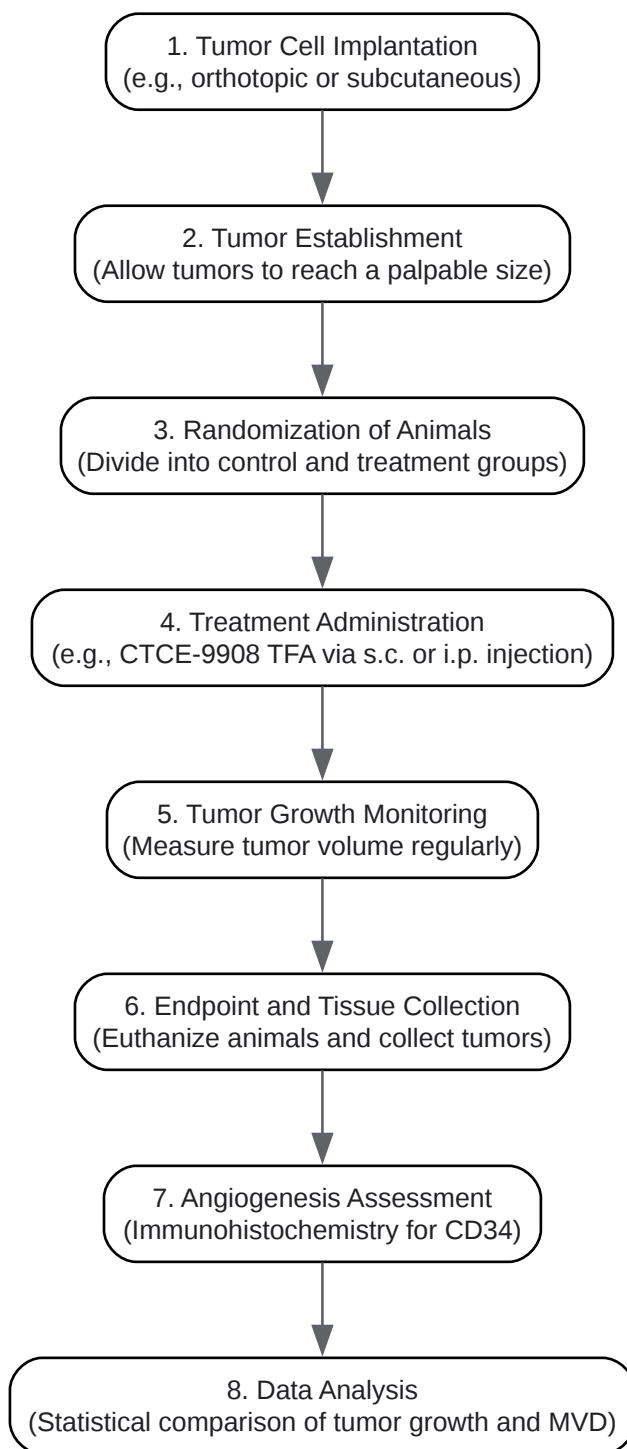 1. Tumor Cell Implantation
(e.g., orthotopic or subcutaneous)
2. Tumor Establishment
(Allow tumors to reach a palpable size)
3. Randomization of Animals
(Divide into control and treatment groups)
4. Treatment Administration
(e.g., CTCE-9908 TFA via s.c. or i.p. injection)
5. Tumor Growth Monitoring
(Measure tumor volume regularly)
6. Endpoint and Tissue Collection
(Euthanize animals and collect tumors)
7. Angiogenesis Assessment
(Immunohistochemistry for CD34)
8. Data Analysis
(Statistical comparison of tumor growth and MVD)